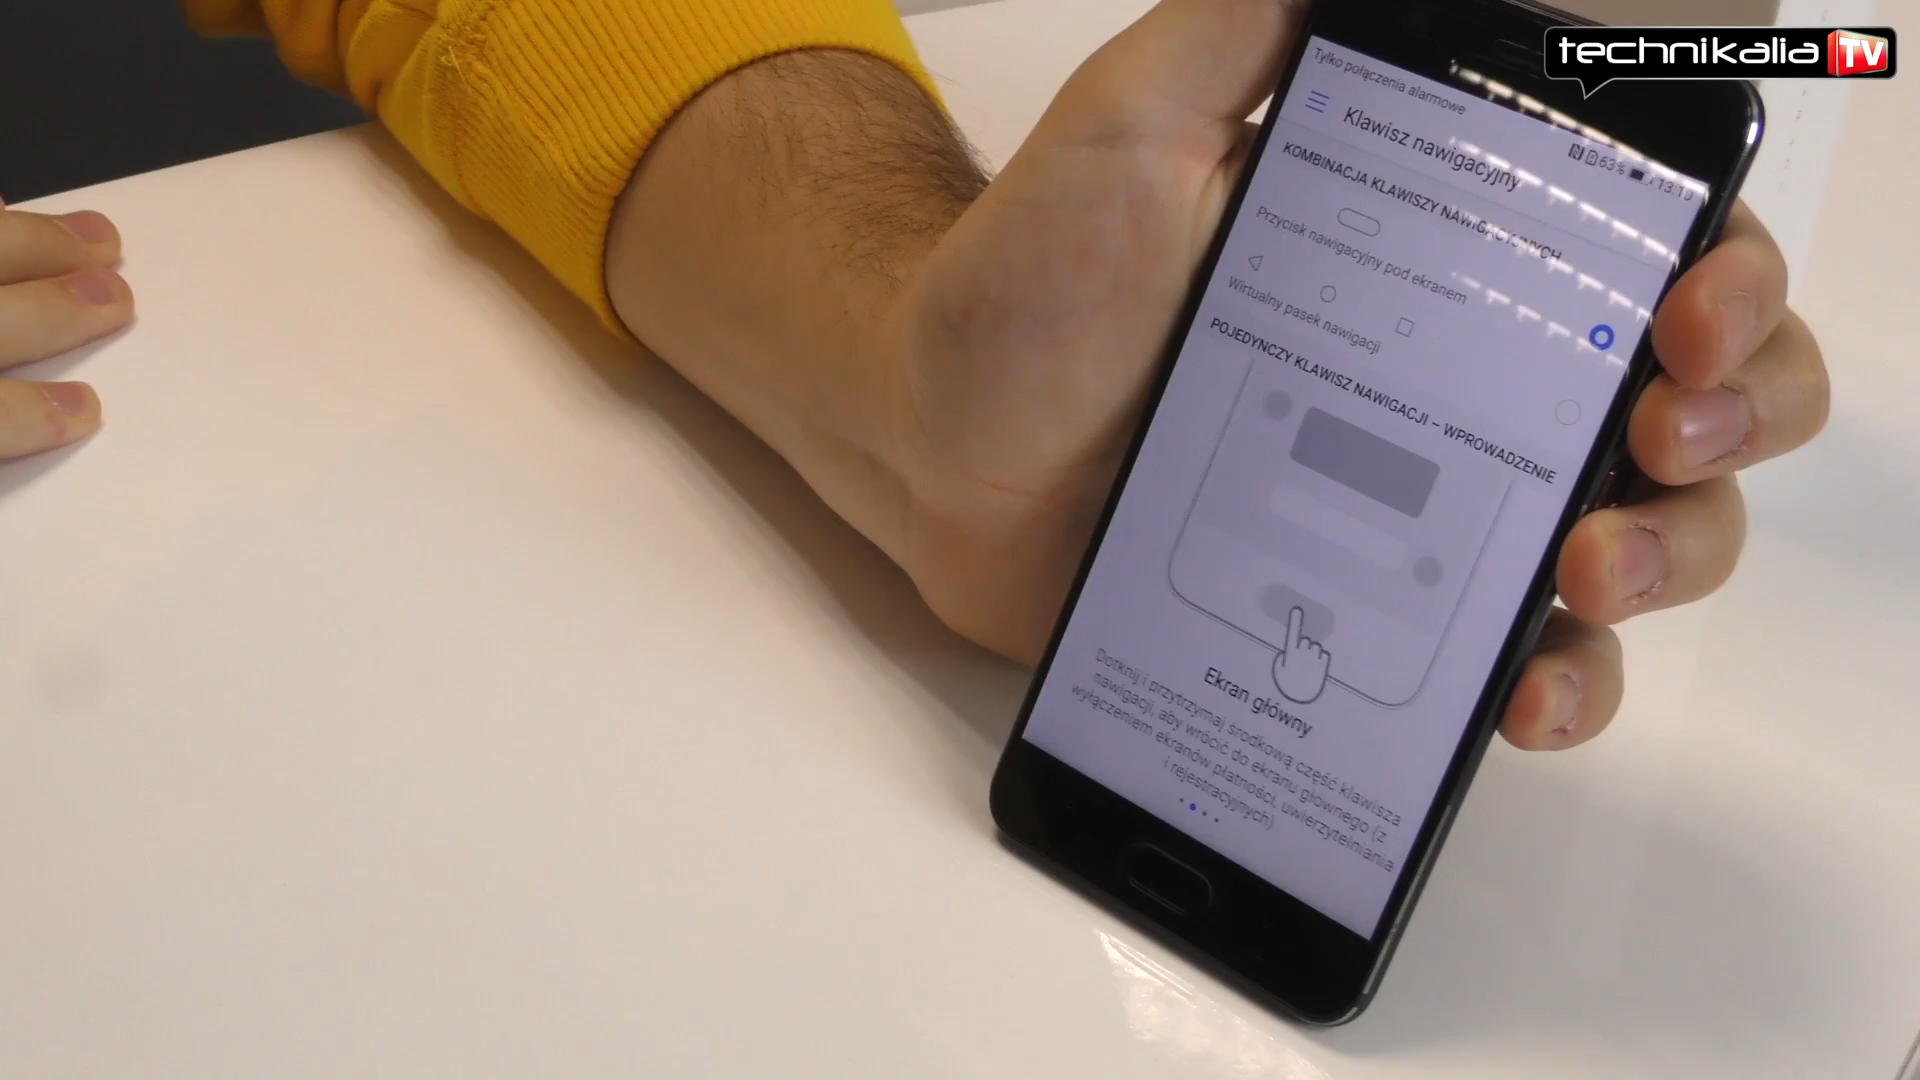 technikalia TV
Tylko połączenia alarmowe
63% 13:10
Klawisz nawigacyjny
KOMBINACJA KLAWISZY NAWIGACYJNYCH
Przycisk nawigacyjny pod ekranem
Wirtualny pasek nawigacji
POJEDYNCZY KLAWISZ NAWIGACJI – WPROWADZENIE
Ekran główny
Dotknij i przytrzymaj środkową część klawisza
nawigacji, aby wrócić do ekranu głównego (z
wyłączeniem ekranów płatności, uwierzytelniania
i rejestracyjnych)